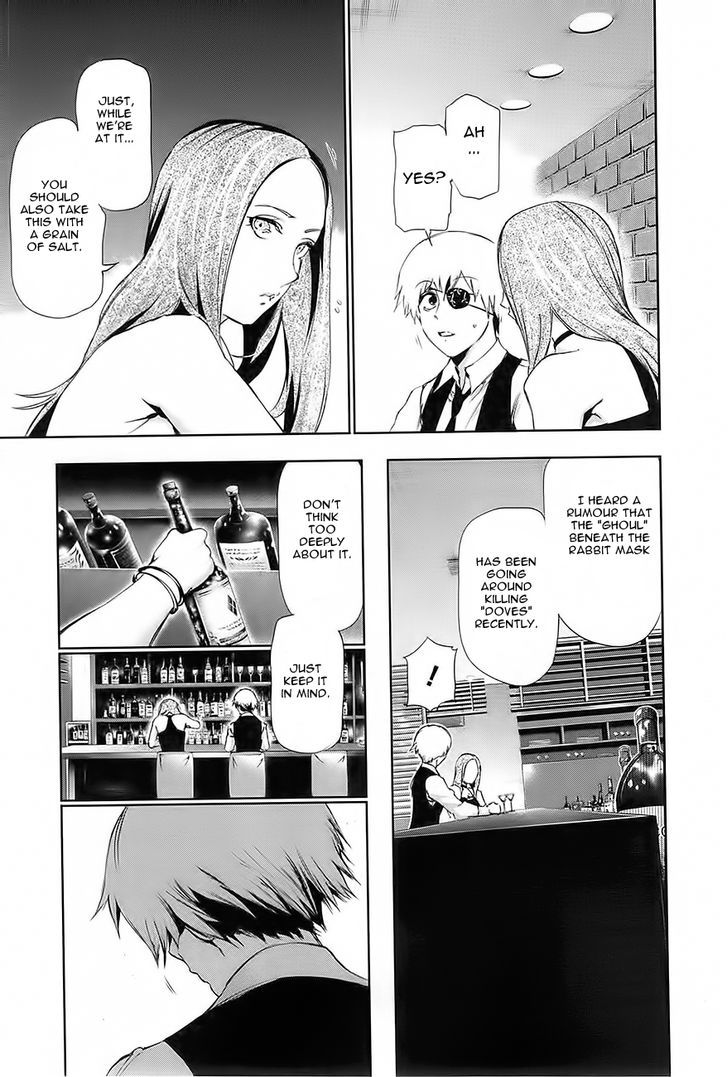 AH
...
YES?
JUST,
WHILE
WE'RE
AT IT...
YOU
SHOULD
ALSO TAKE
THIS WITH
A GRAIN
OF SALT.
I HEARD A
RUMOUR THAT
THE "GHOUL"
BENEATH THE
RABBIT MASK
HAS BEEN
GOING
AROUND
KILLING
"DOVES"
RECENTLY.
!
DON'T
THINK
TOO
DEEPLY
ABOUT IT.
JUST
KEEP IT
IN MIND.